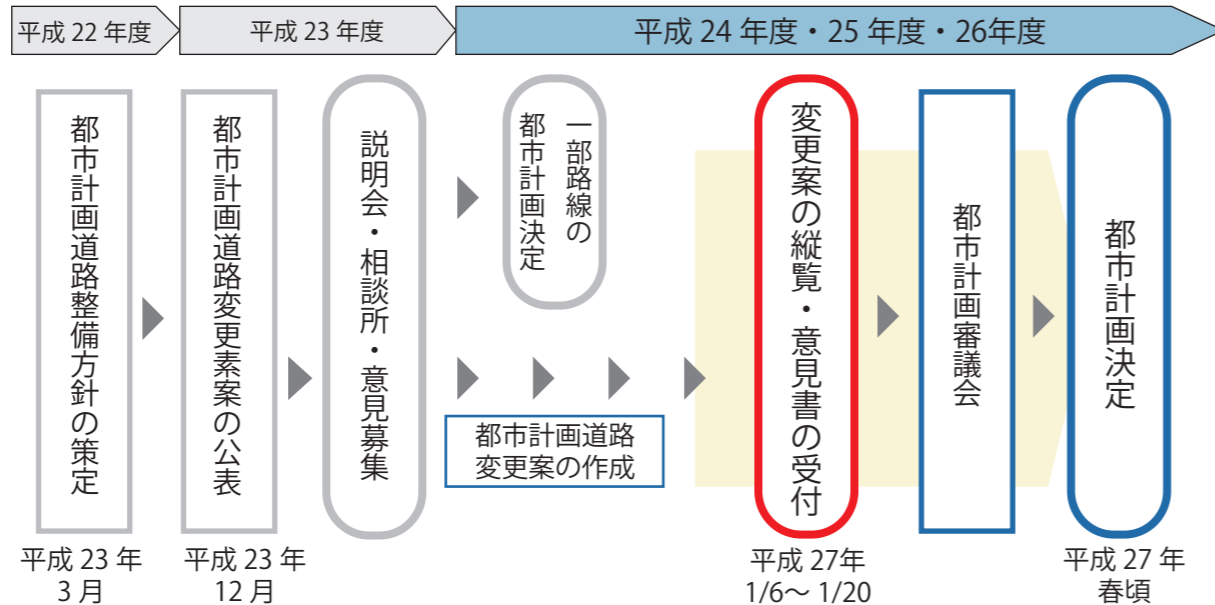 平成 22 年度
平成 23 年度
平成 24 年度・25 年度・26年度
都市計画道路整備方針の策定
都市計画道路変更素案の公表
説明会・相談所・意見募集
一部路線の
都市計画決定
都市計画道路
変更案の作成
変更案の縦覧・意見書の受付
都市計画審議会
都市計画決定
平成 23 年
3 月
平成 23 年
12 月
平成 27年
1/6～ 1/20
平成 27 年
春頃